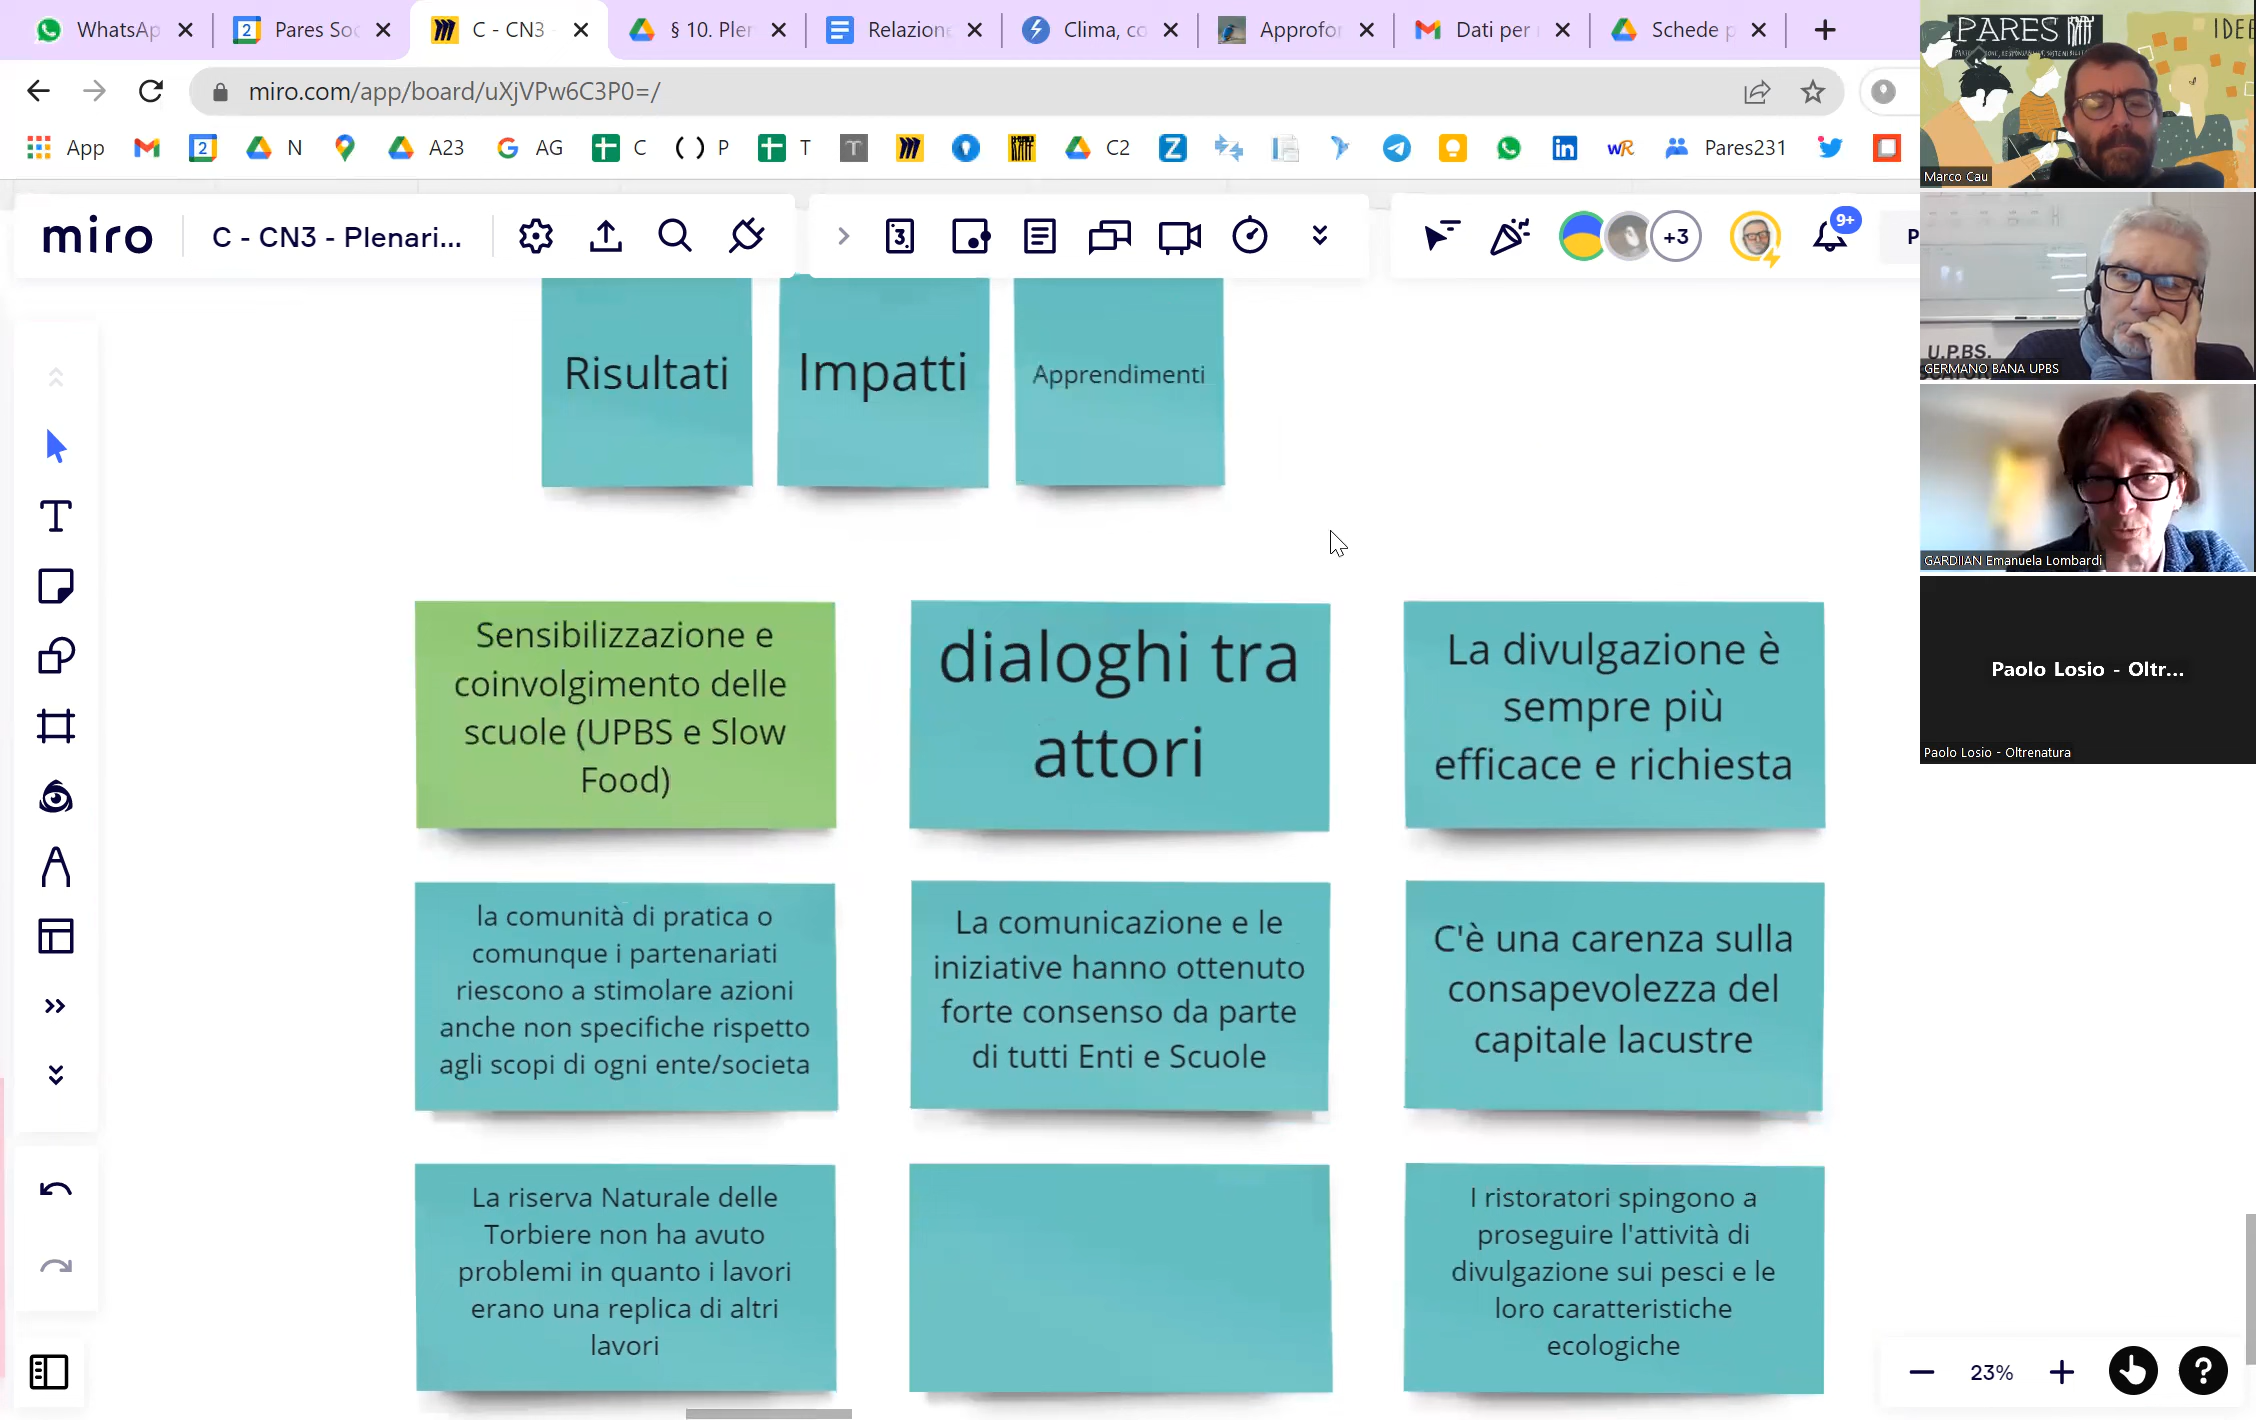 WhatsAp
Pares Soc
C - CN3 -
§ 10. Plen
Relazione
Clima, co
Approfor
Dati per
Schede p
miro.com/app/board/uXjVPw6C3P0=/
App
N
A23
AG
C
P
T
C2
Pares231
miro
C - CN3 - Plenari...
+3
9+
P
Risultati
Impatti
Apprendimenti
Sensibilizzazione e
coinvolgimento delle
scuole (UPBS e Slow
Food)
dialoghi tra
attori
La divulgazione è
sempre più
efficace e richiesta
la comunità di pratica o
comunque i partenariati
riescono a stimolare azioni
anche non specifiche rispetto
agli scopi di ogni ente/societa
La comunicazione e le
iniziative hanno ottenuto
forte consenso da parte
di tutti Enti e Scuole
C'è una carenza sulla
consapevolezza del
capitale lacustre
La riserva Naturale delle
Torbiere non ha avuto
problemi in quanto i lavori
erano una replica di altri
lavori
I ristoratori spingono a
proseguire l'attività di
divulgazione sui pesci e le
loro caratteristiche
ecologiche
23%
PARES
IDEE
Marco Cau
U.P.BS.
GERMANO BANA UPBS
GARDIIAN Emanuela Lombardi
Paolo Losio - Oltr...
Paolo Losio - Oltrenatura